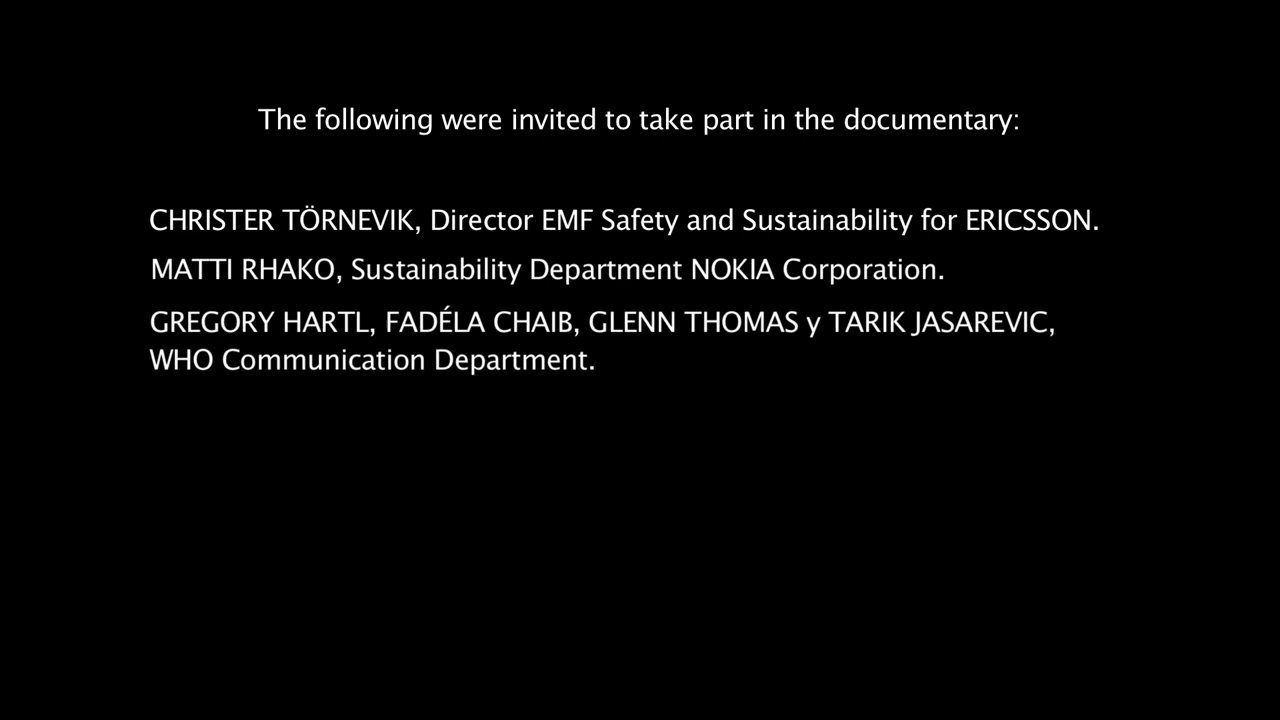 The following were invited to take part in the documentary:
CHRISTER TÖRNEVIK, Director EMF Safety and Sustainability for ERICSSON.
MATTI RHAKO, Sustainability Department NOKIA Corporation.
GREGORY HARTL, FADÉLA CHAIB, GLENN THOMAS y TARIK JASAREVIC,
WHO Communication Department.